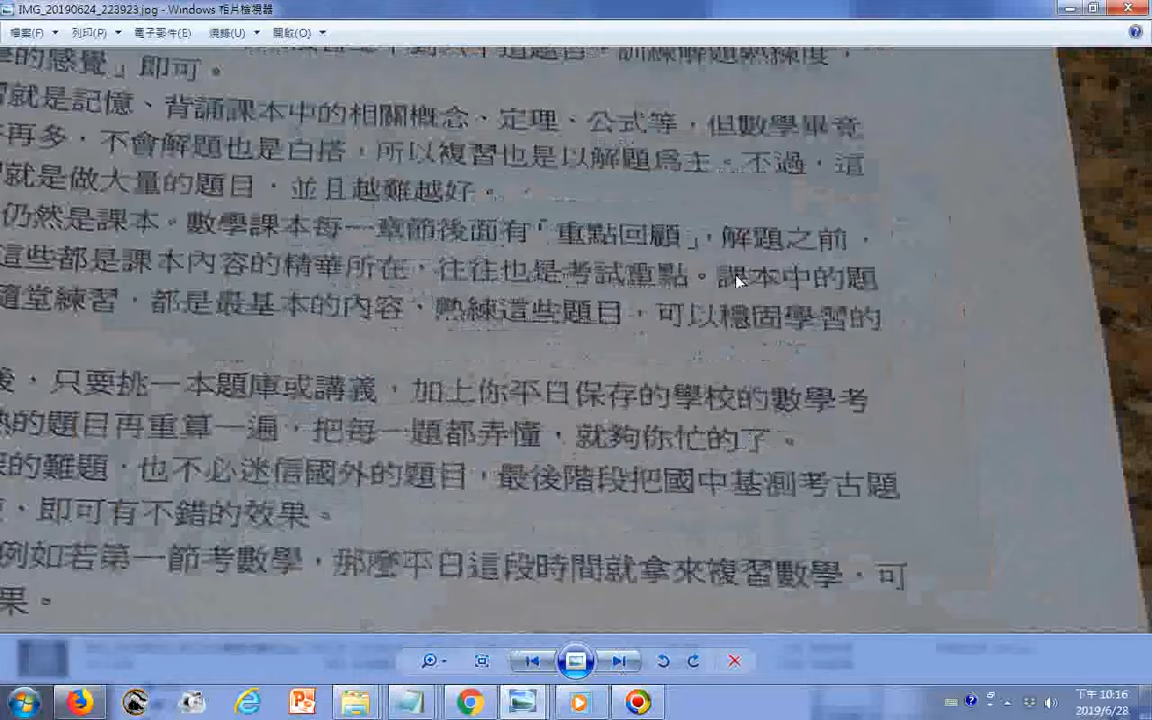 IMG_20190624_223923.jpg - Windows 相片檢視器
檔案(F) 列印(P) 電子郵件(E) 燒錄(U) 開啟(O)
的感覺」即可。
就是記憶、背誦課本中的相關概念、定理、公式等，但數學畢竟
再多，不會解題也是白搭，所以複習也是以解題為主。不過，這
就是做大量的題目，並且越難越好。
仍然是課本。數學課本每一章節後面有「重點回顧」，解題之前，
這些都是課本內容的精華所在，往往也是考試重點。課本中的題
隨堂練習，都是最基本的內容、熟練這些題目，可以穩固學習的
後，只要挑一本題庫或講義，加上你平日保存的學校的數學考
的題目再重算一遍，把每一題都弄懂，就夠你忙的了。
的難題，也不必迷信國外的題目，最後階段把國中基測考古題
，即可有不錯的效果。
例如若第一節考數學，那麼平日這段時間就拿來複習數學，可
果。
下午 10:16
2019/6/28